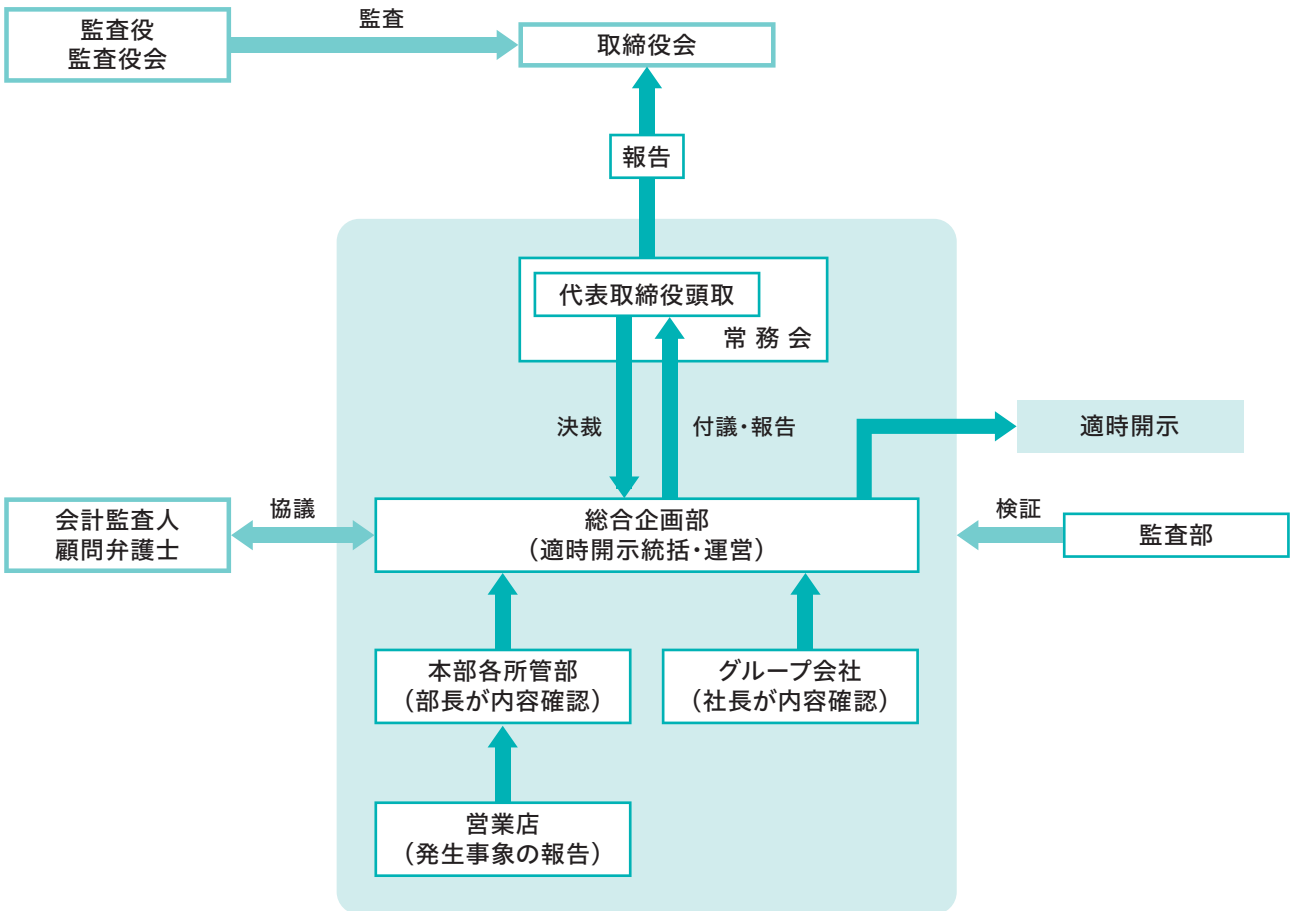 監査役
監査役会
監査
取締役会
報告
代表取締役頭取
常務会
決裁
付議・報告
適時開示
会計監査人
顧問弁護士
協議
総合企画部
（適時開示統括・運営）
検証
監査部
本部各所管部
（部長が内容確認）
グループ会社
（社長が内容確認）
営業店
（発生事象の報告）